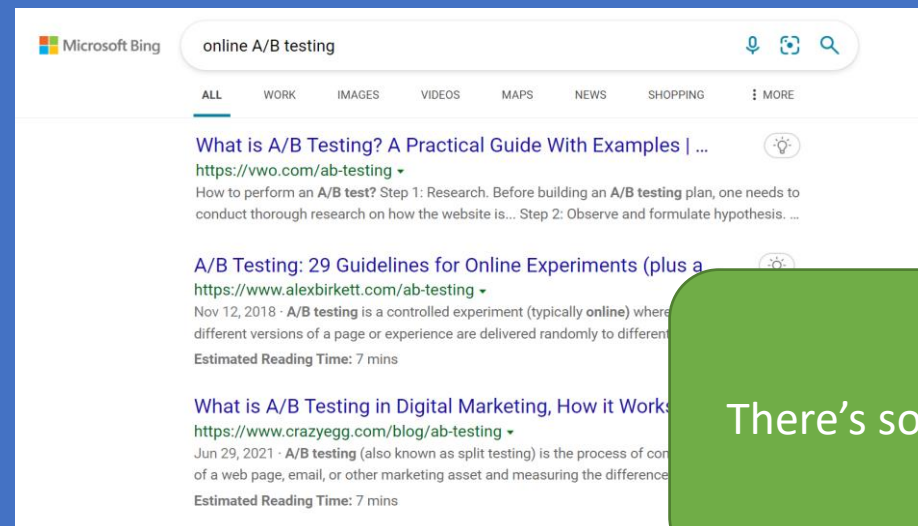 Microsoft Bing
online A/B testing
ALL WORK IMAGES VIDEOS MAPS NEWS SHOPPING MORE
What is A/B Testing? A Practical Guide With Examples | ...
https://vwo.com/ab-testing
How to perform an A/B test? Step 1: Research. Before building an A/B testing plan, one needs to
conduct thorough research on how the website is... Step 2: Observe and formulate hypothesis. ...
A/B Testing: 29 Guidelines for Online Experiments (plus a
https://www.alexbirkett.com/ab-testing
Nov 12, 2018 · A/B testing is a controlled experiment (typically online) where
different versions of a page or experience are delivered randomly to different
Estimated Reading Time: 7 mins
What is A/B Testing in Digital Marketing, How it Works
https://www.crazyegg.com/blog/ab-testing
Jun 29, 2021 · A/B testing (also known as split testing) is the process of
of a web page, email, or other marketing asset and measuring the difference
Estimated Reading Time: 7 mins
There's